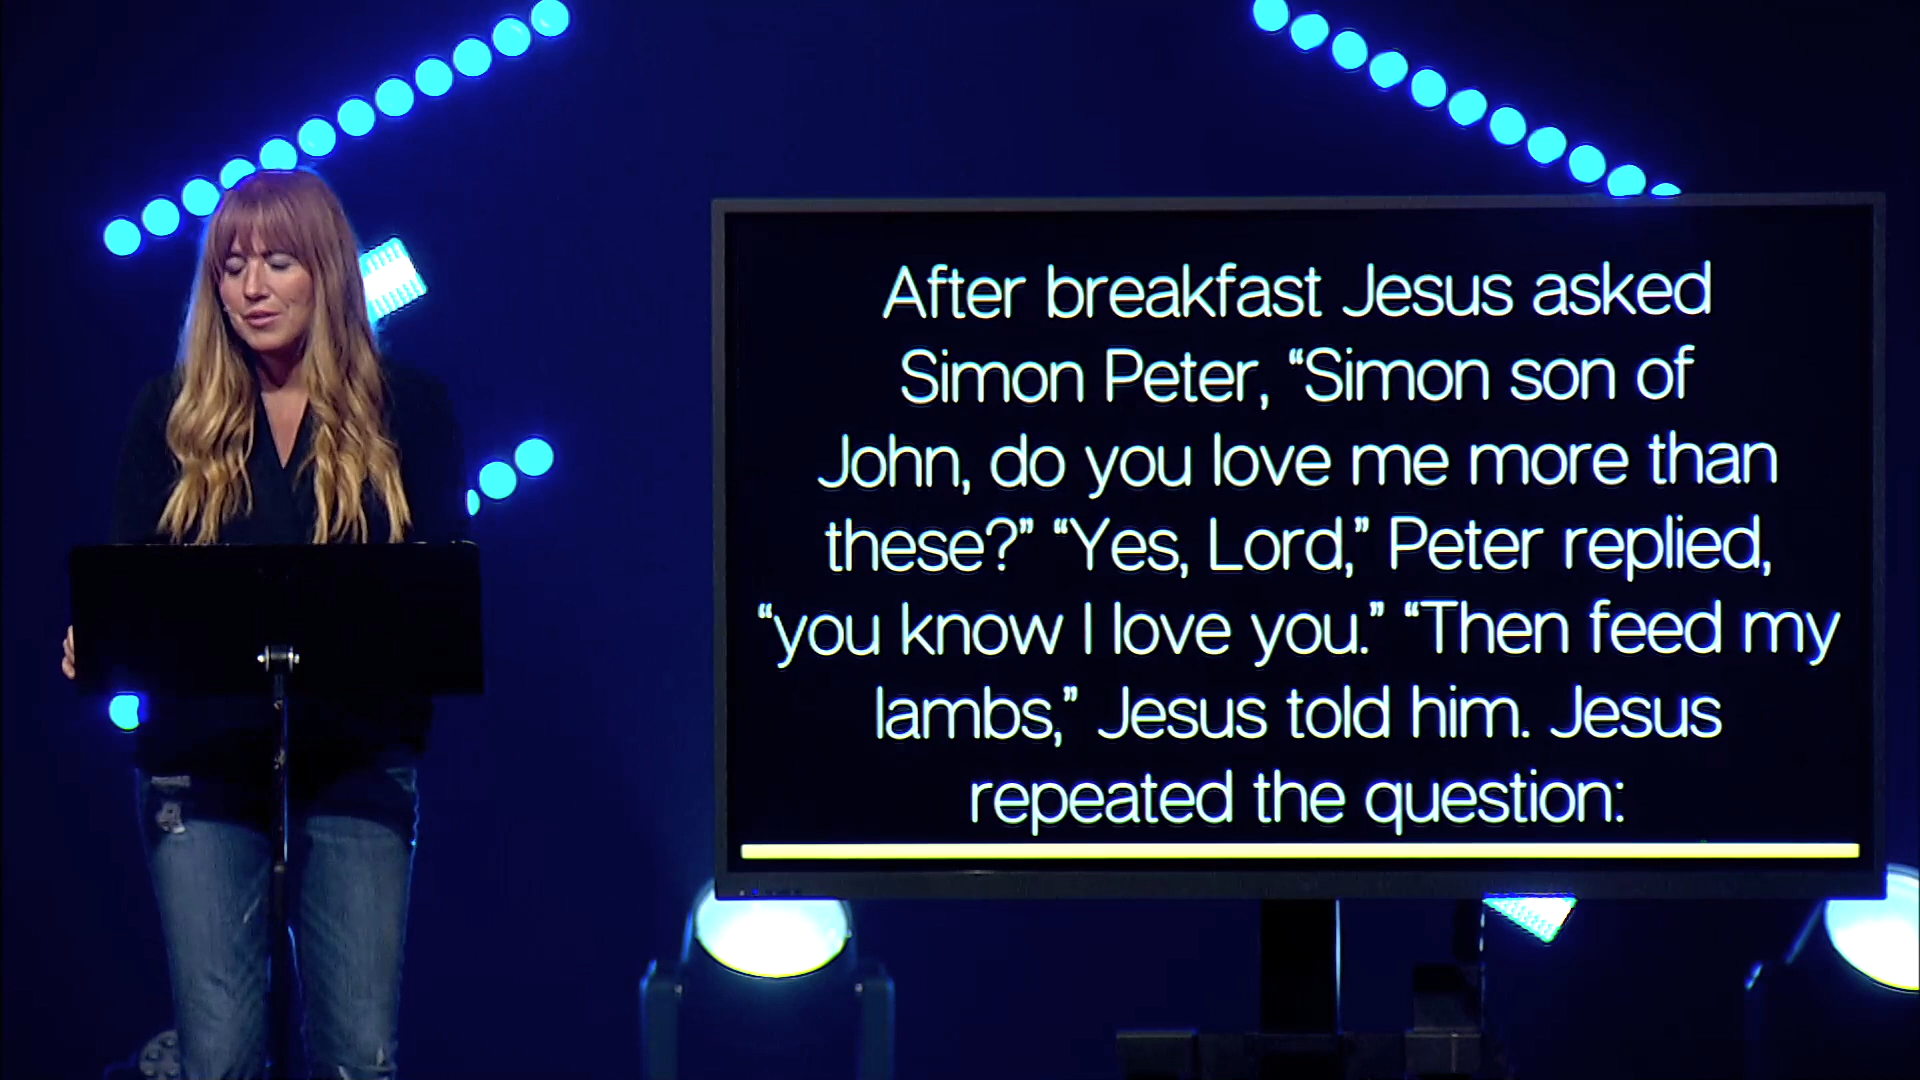 After breakfast Jesus asked
Simon Peter, “Simon son of
John, do you love me more than
these?” “Yes, Lord,” Peter replied,
“you know I love you.” “Then feed my
lambs,” Jesus told him. Jesus
repeated the question: